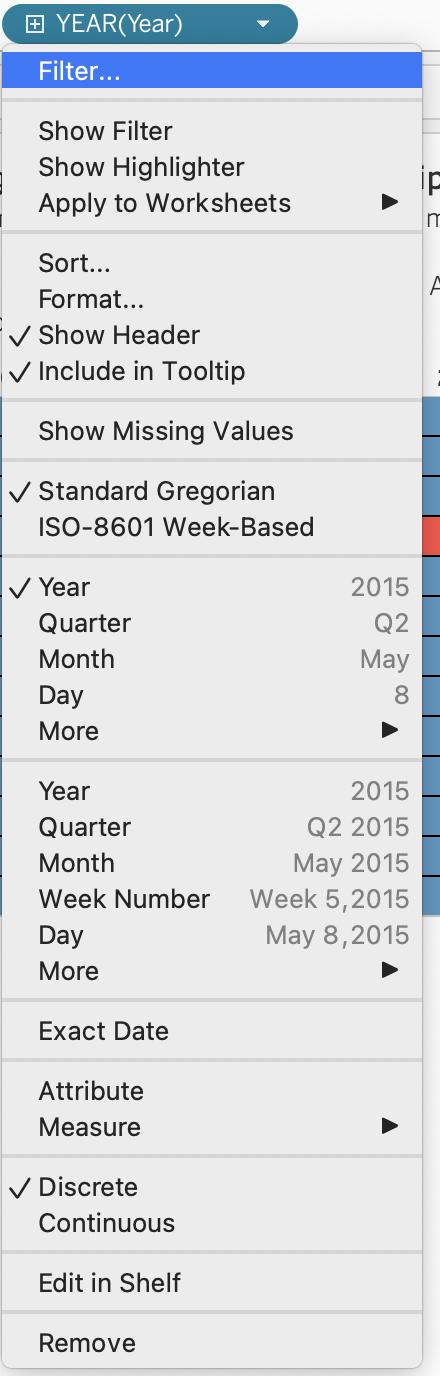 YEAR(Year)
Filter...
Show Filter
Show Highlighter
Apply to Worksheets
Sort...
Format...
Show Header
Include in Tooltip
Show Missing Values
Standard Gregorian
ISO-8601 Week-Based
Year 2015
Quarter Q2
Month May
Day 8
More
Year 2015
Quarter Q2 2015
Month May 2015
Week Number Week 5,2015
Day May 8,2015
More
Exact Date
Attribute
Measure
Discrete
Continuous
Edit in Shelf
Remove